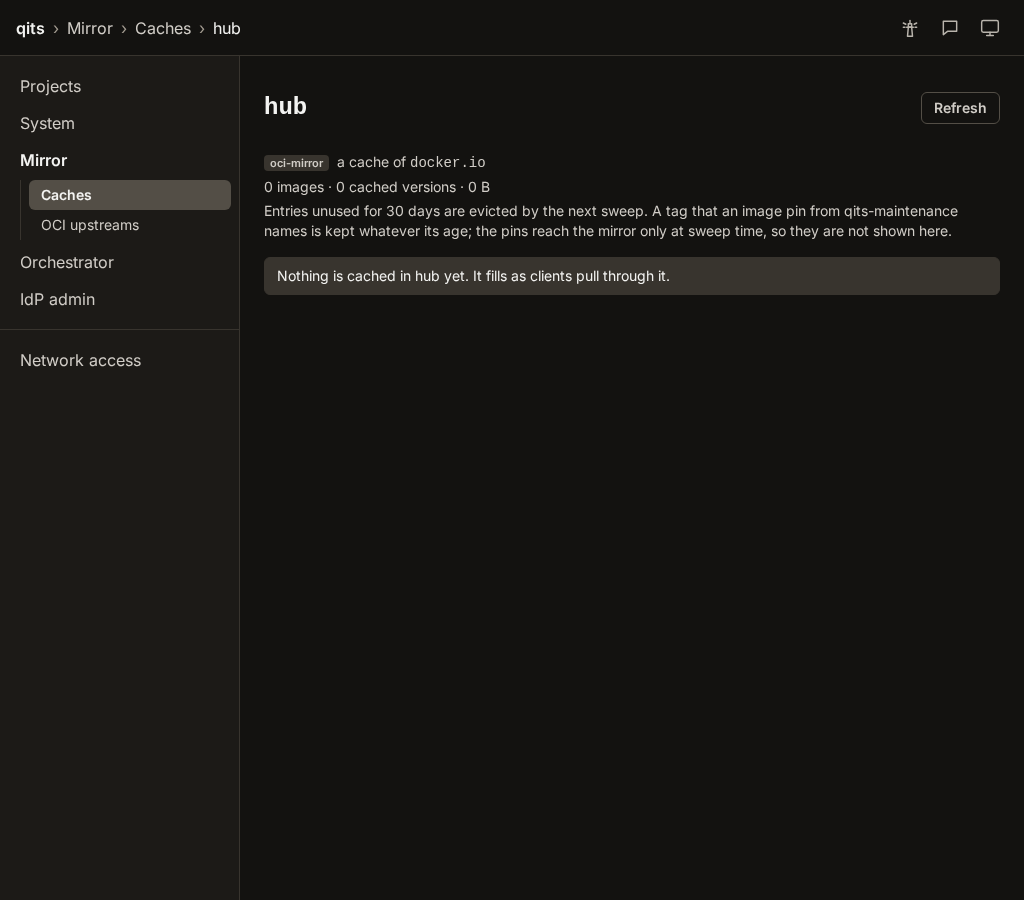 qits › Mirror › Caches › hub
Projects
System
Mirror
Caches
OCI upstreams
Orchestrator
IdP admin
Network access
hub
Refresh
oci-mirror a cache of docker.io
0 images · 0 cached versions · 0 B
Entries unused for 30 days are evicted by the next sweep. A tag that an image pin from qits-maintenance
names is kept whatever its age; the pins reach the mirror only at sweep time, so they are not shown here.
Nothing is cached in hub yet. It fills as clients pull through it.